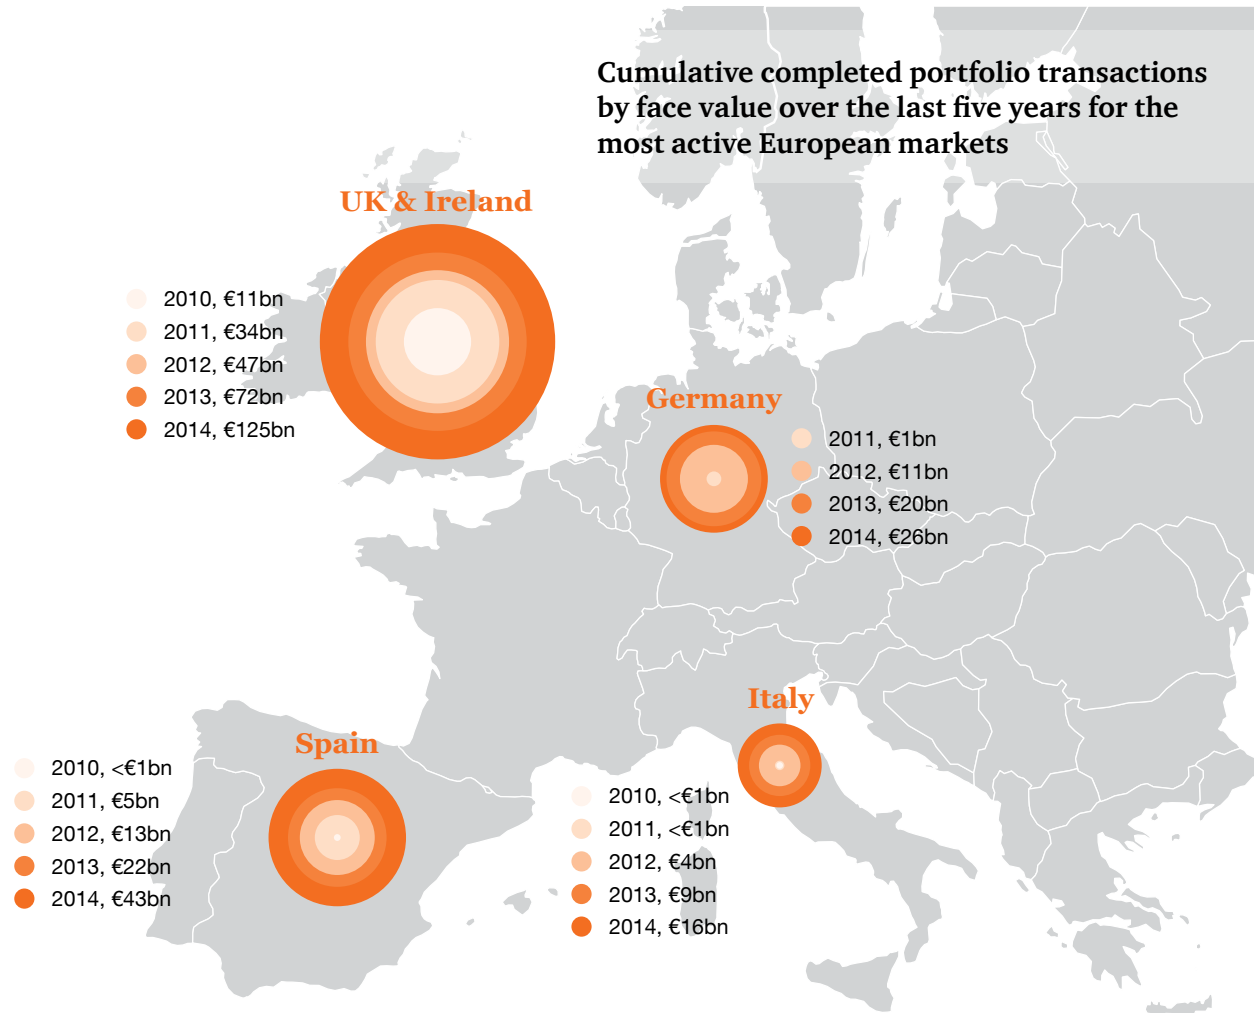 Cumulative completed portfolio transactions
by face value over the last five years for the
most active European markets
UK & Ireland
2010, €11bn
2011, €34bn
2012, €47bn
2013, €72bn
2014, €125bn
Germany
2011, €1bn
2012, €11bn
2013, €20bn
2014, €26bn
Italy
2010, <€1bn
2011, <€1bn
2012, €4bn
2013, €9bn
2014, €16bn
Spain
2010, <€1bn
2011, €5bn
2012, €13bn
2013, €22bn
2014, €43bn